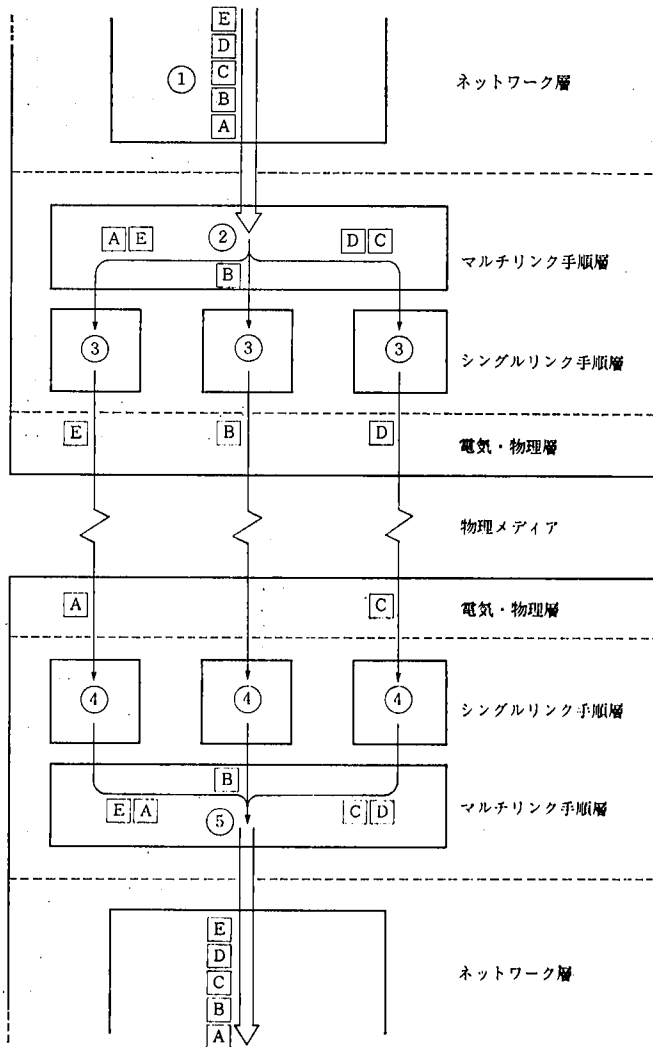 E
D
C
① B
A
ネットワーク層
② 
A E
D C
B
マルチリンク手順層
③ ③ ③
シングルリンク手順層
E B D
電気・物理層
物理メディア
A C
電気・物理層
④ ④ ④
シングルリンク手順層
B
E A
C D
⑤
マルチリンク手順層
E
D
C
B
A
ネットワーク層